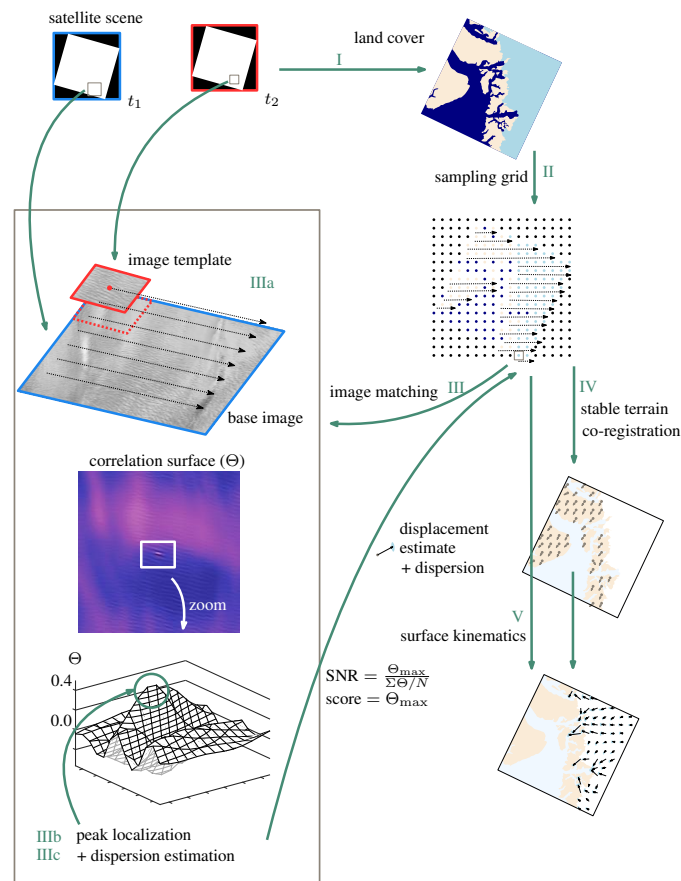 satellite scene
t₁
t₂
I
land cover
sampling grid
II
image template
IIIa
base image
image matching
III
IV
stable terrain
co-registration
correlation surface (Θ)
zoom
displacement
estimate
+ dispersion
V
surface kinematics
Θ
0.4
0.0
SNR = Θmax / ΣΘ/N
score = Θmax
IIIb peak localization
IIIc + dispersion estimation